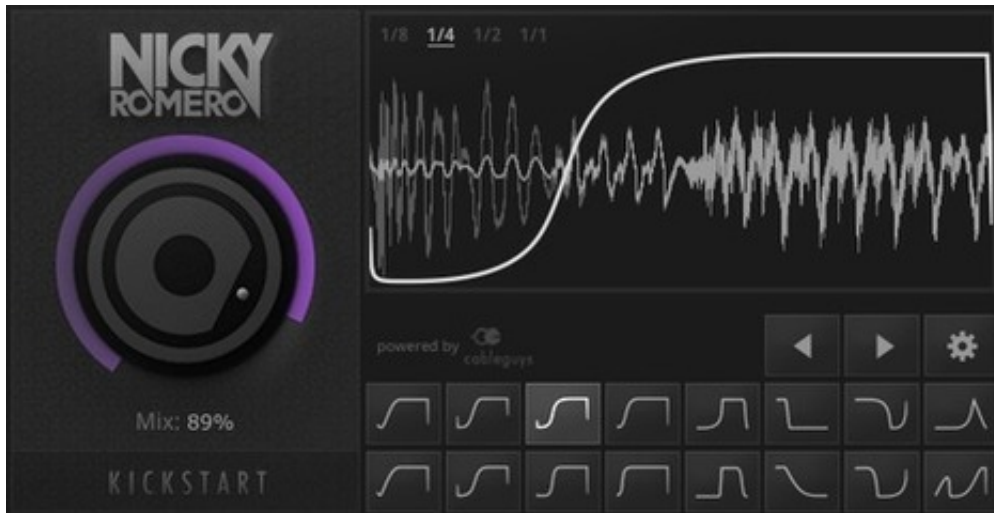 NICKY
ROMERO
1/8 1/4 1/2 1/1
powered by cableguys
Mix: 89%
KICKSTART